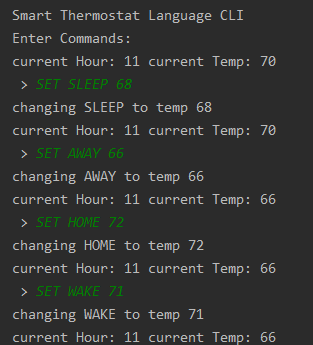 Smart Thermostat Language CLI
Enter Commands:
current Hour: 11 current Temp: 70
> SET SLEEP 68
changing SLEEP to temp 68
current Hour: 11 current Temp: 70
> SET AWAY 66
changing AWAY to temp 66
current Hour: 11 current Temp: 66
> SET HOME 72
changing HOME to temp 72
current Hour: 11 current Temp: 66
> SET WAKE 71
changing WAKE to temp 71
current Hour: 11 current Temp: 66